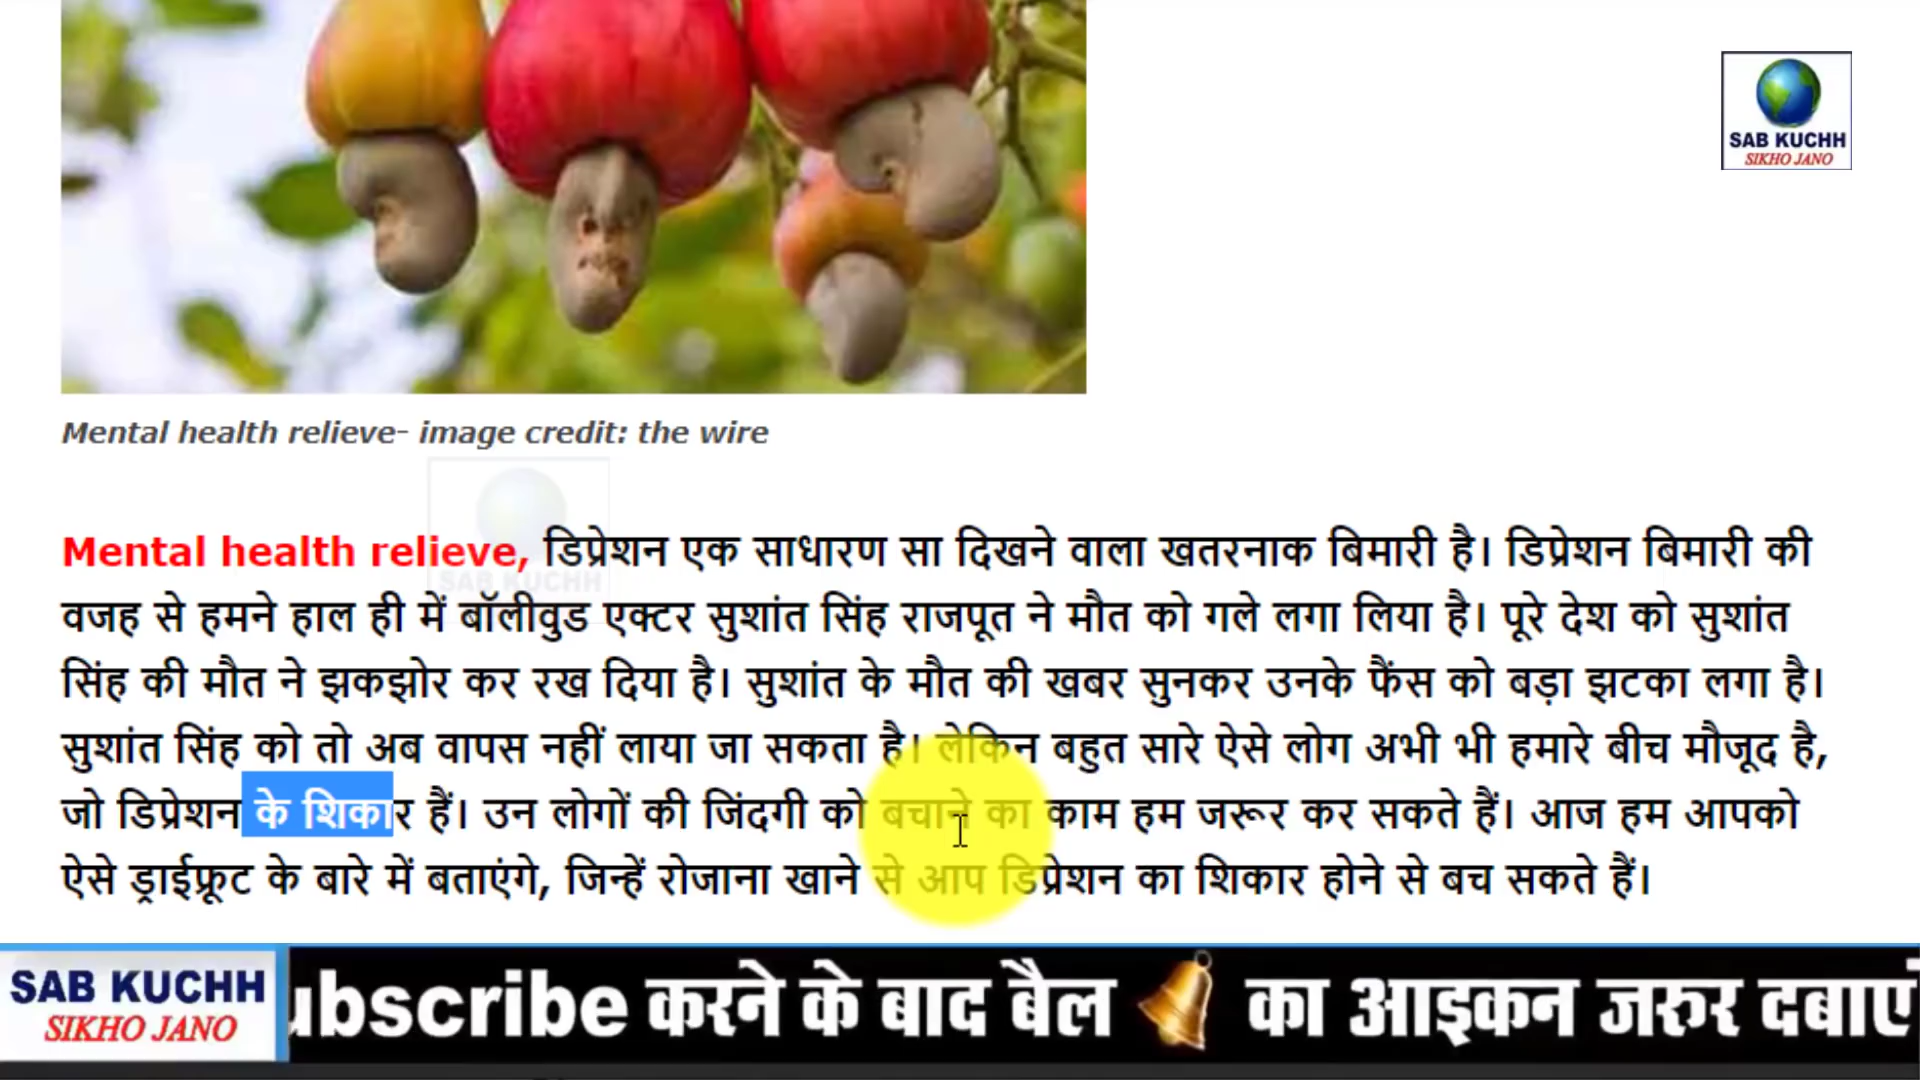 SAB KUCHH
SIKHO JANO
Mental health relieve- image credit: the wire
SAB KUCHH
Mental health relieve, डिप्रेशन एक साधारण सा दिखने वाला खतरनाक बिमारी है। डिप्रेशन बिमारी की
वजह से हमने हाल ही में बॉलीवुड एक्टर सुशांत सिंह राजपूत ने मौत को गले लगा लिया है। पूरे देश को सुशांत
सिंह की मौत ने झकझोर कर रख दिया है। सुशांत के मौत की खबर सुनकर उनके फैंस को बड़ा झटका लगा है।
सुशांत सिंह को तो अब वापस नहीं लाया जा सकता है। लेकिन बहुत सारे ऐसे लोग अभी भी हमारे बीच मौजूद है,
जो डिप्रेशन के शिकार हैं। उन लोगों की जिंदगी को बचाने का काम हम जरूर कर सकते हैं। आज हम आपको
ऐसे ड्राईफ्रूट के बारे में बताएंगे, जिन्हें रोजाना खाने से आप डिप्रेशन का शिकार होने से बच सकते हैं।
SAB KUCHH
SIKHO JANO
ubscribe करने के बाद बैल का आइकन जरुर दबाएं